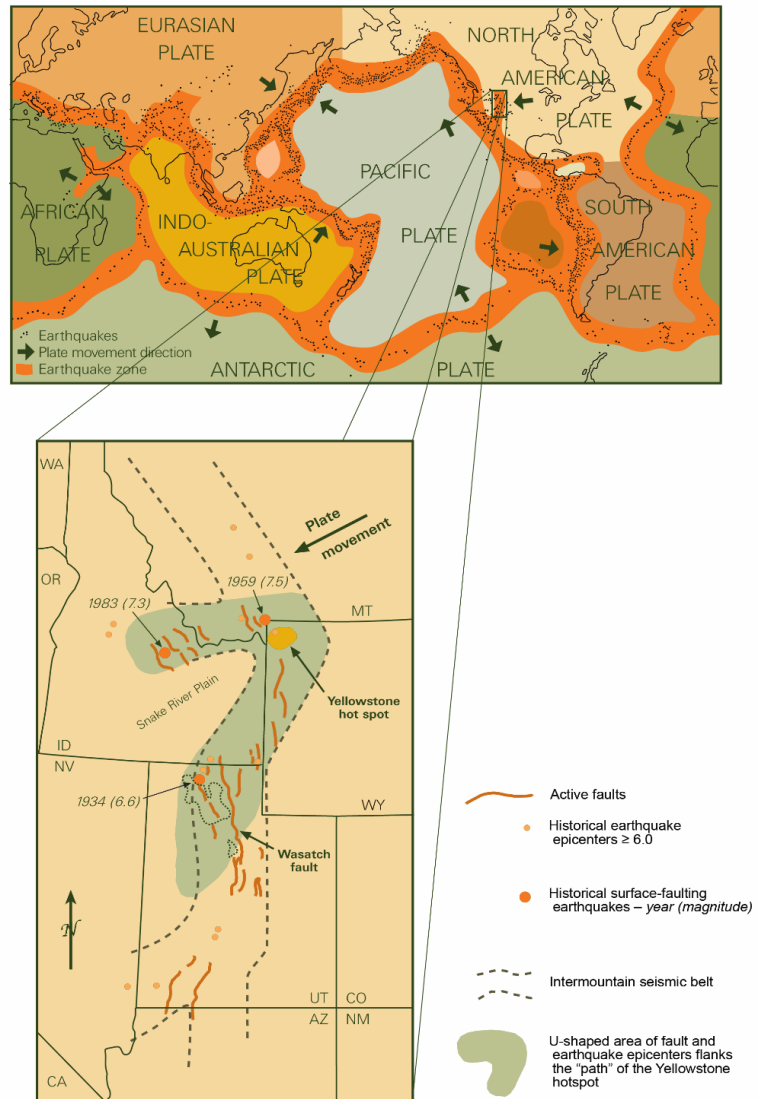 EURASIAN
PLATE
NORTH
AMERICAN
PLATE
PACIFIC
PLATE
AFRICAN
PLATE
INDO-
AUSTRALIAN
PLATE
SOUTH
AMERICAN
PLATE
Earthquakes
Plate movement direction
Earthquake zone
ANTARCTIC
PLATE
WA
Plate
movement
OR
1959 (7.5)
1983 (7.3)
MT
Snake River Plain
Yellowstone
hot spot
ID
NV
1934 (6.6)
WY
Wasatch
fault
N
UT
CO
AZ
NM
CA
Active faults
Historical earthquake
epicenters ≥ 6.0
Historical surface-faulting
earthquakes – year (magnitude)
Intermountain seismic belt
U-shaped area of fault and
earthquake epicenters flanks
the “path” of the Yellowstone
hotspot